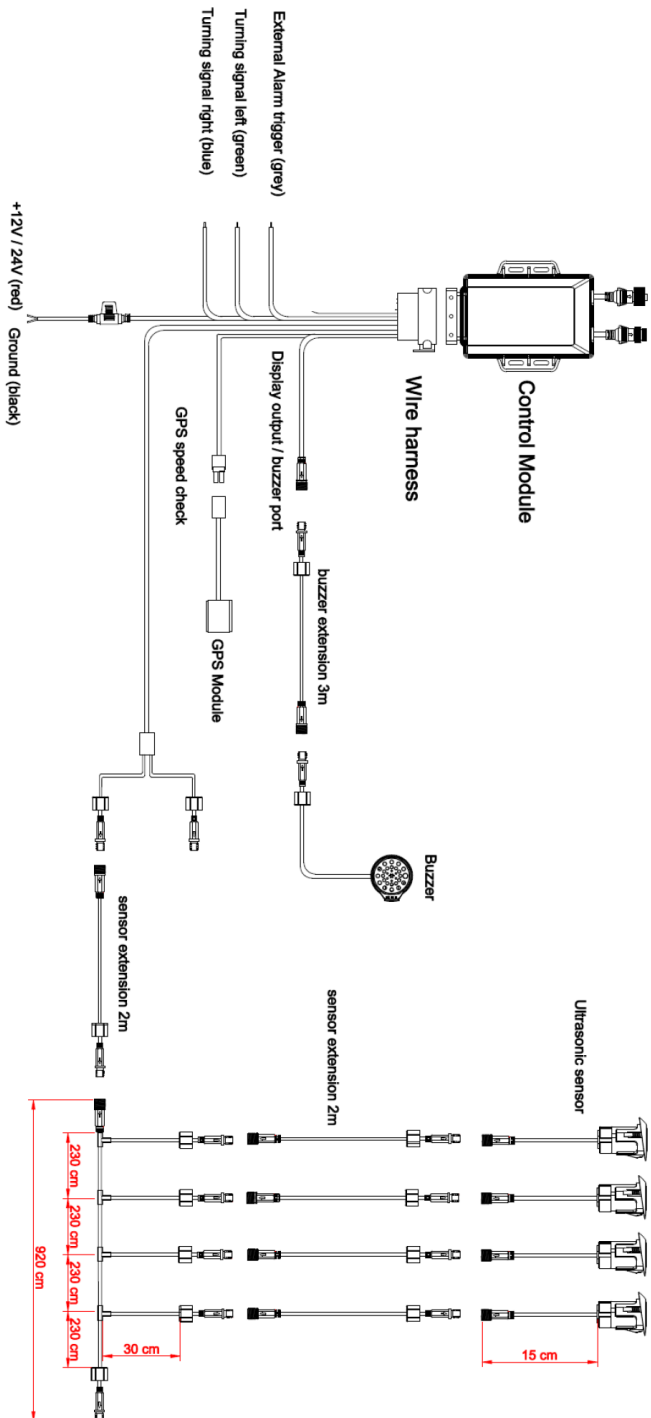 Control Module
Wire harness
External Alarm trigger (grey)
Turning signal left (green)
Turning signal right (blue)
+12V / 24V (red)
Ground (black)
Display output / buzzer port
GPS speed check
GPS Module
buzzer extension 3m
Buzzer
sensor extension 2m
sensor extension 2m
Ultrasonic sensor
230 cm
230 cm
230 cm
230 cm
920 cm
30 cm
15 cm